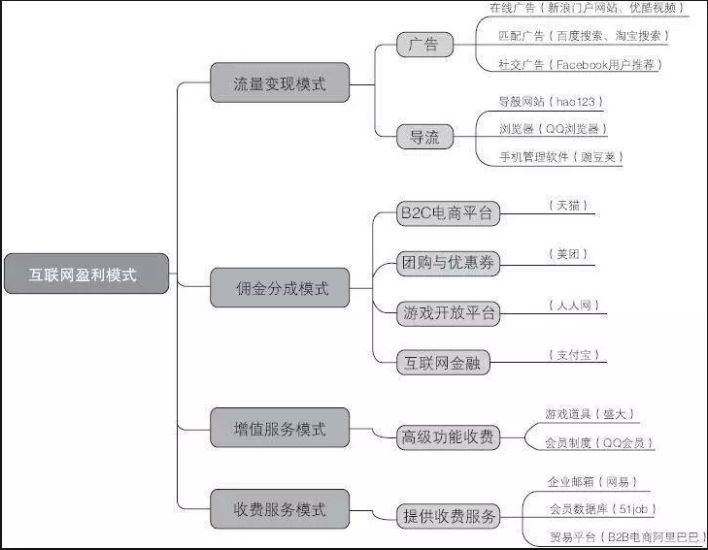 互联网盈利模式
流量变现模式
广告
在线广告（新浪门户网站、优酷视频）
匹配广告（百度搜索、淘宝搜索）
社交广告（Facebook用户推荐）
导流
导般网站（hao123）
浏览器（QQ浏览器）
手机管理软件（豌豆荚）
佣金分成模式
B2C电商平台
（天猫）
团购与优惠券
（美团）
游戏开放平台
（人人网）
互联网金融
（支付宝）
增值服务模式
高级功能收费
游戏道具（盛大）
会员制度（QQ会员）
收费服务模式
提供收费服务
企业邮箱（网易）
会员数据库（51job）
贸易平台（B2B电商阿里巴巴）